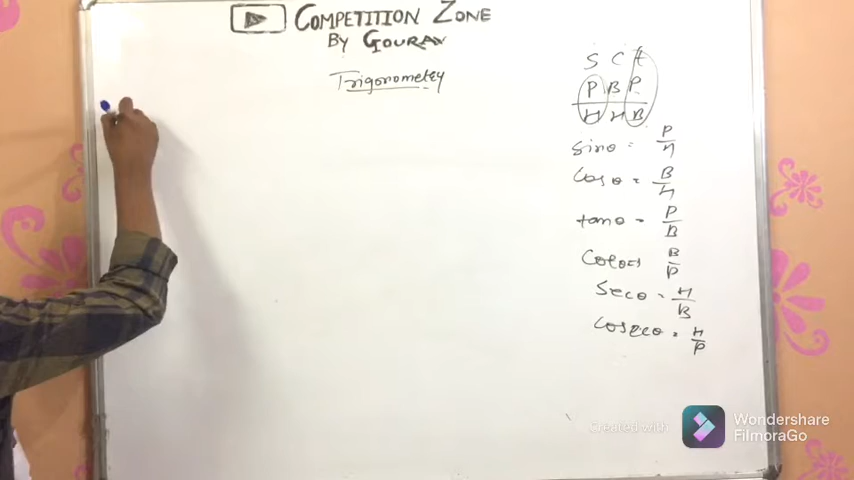 COMPETITION ZONE
BY GOURAV
Trigonometry
S C t
P B P
H H B
sinθ = P/H
Cosθ = B/H
tanθ = P/B
Cotθ = B/P
Secθ = H/B
Cosecθ = H/P
Created with Wondershare
FilmoraGo